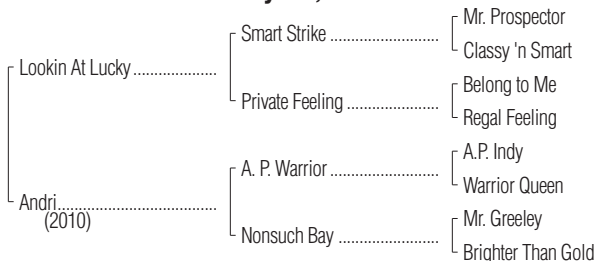 Mr. Prospector
Smart Strike ..........................
Classy 'n Smart
Lookin At Lucky ....................
Belong to Me
Private Feeling ......................
Regal Feeling
A.P. Indy
A. P. Warrior ..........................
Warrior Queen
Andri.......................................
(2010)
Mr. Greeley
Nonsuch Bay ........................
Brighter Than Gold